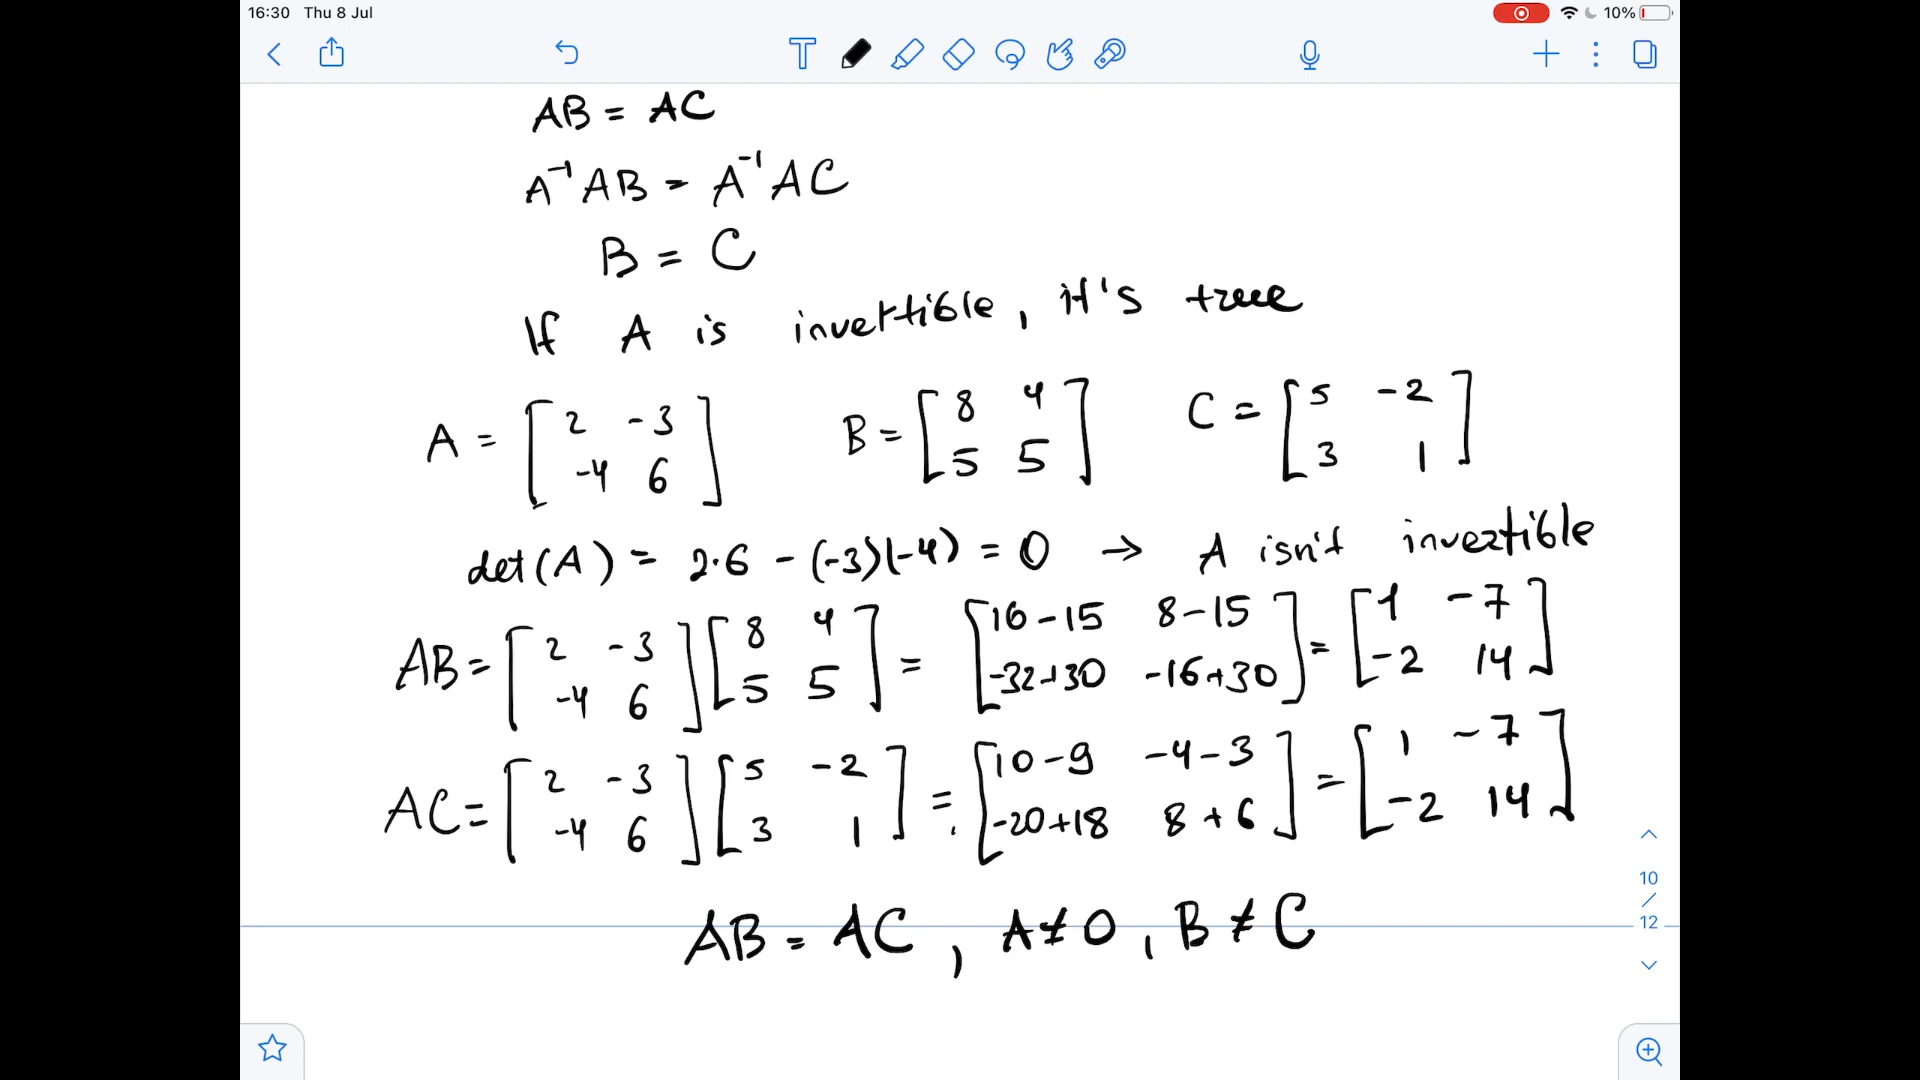 16:30 Thu 8 Jul 10%
AB = AC
A⁻¹AB = A⁻¹AC
B = C
If A is invertible, it's true
A = [2 -3; -4 6] B = [8 4; 5 5] C = [5 -2; 3 1]
det(A) = 2·6 - (-3)(-4) = 0 → A isn't invertible
AB = [2 -3; -4 6][8 4; 5 5] = [16-15 8-15; -32+30 -16+30] = [1 -7; -2 14]
AC = [2 -3; -4 6][5 -2; 3 1] = [10-9 -4-3; -20+18 8+6] = [1 -7; -2 14]
10
/
12
AB = AC, A≠0, B≠C